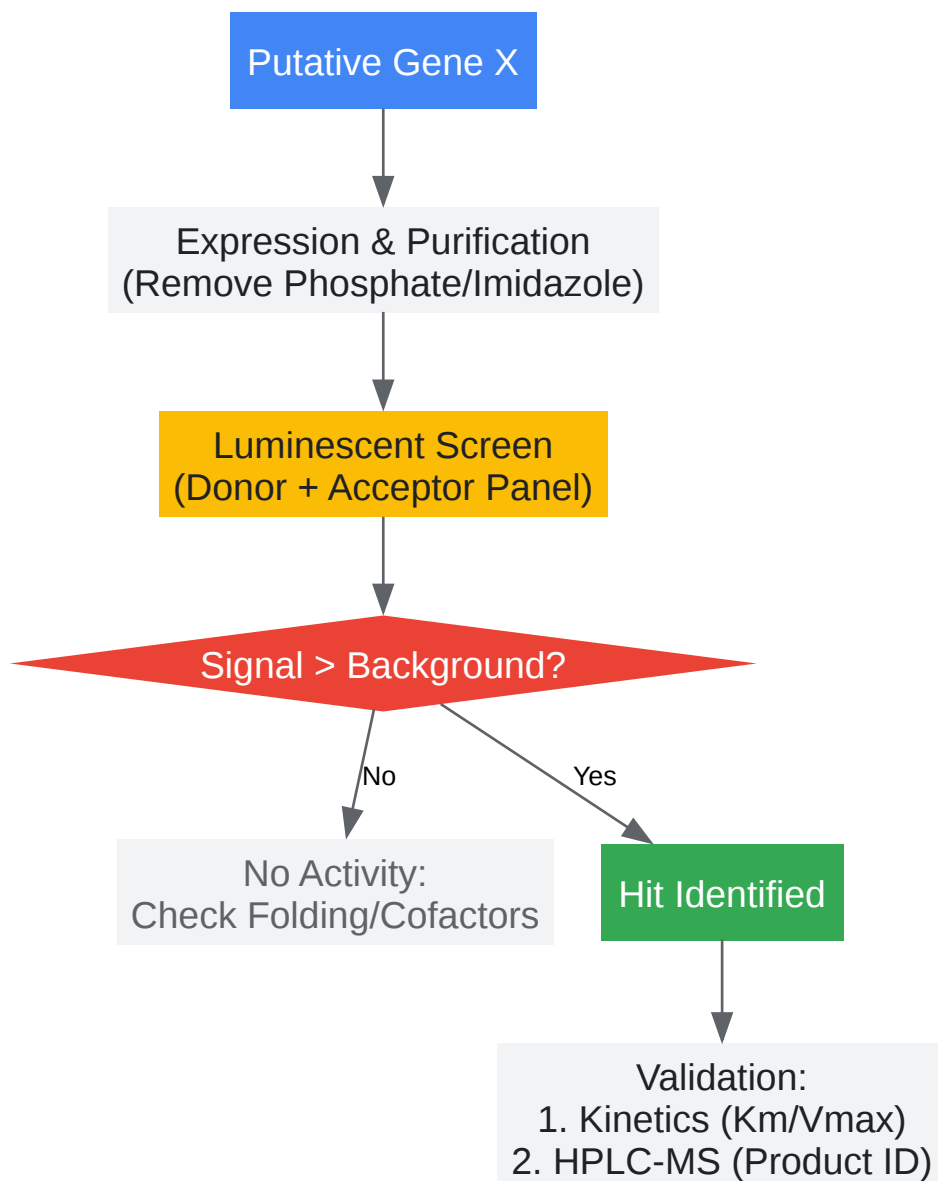 Putative Gene X
Expression & Purification
(Remove Phosphate/Imidazole)
Luminescent Screen
(Donor + Acceptor Panel)
Signal > Background?
No
Yes
No Activity:
Check Folding/Cofactors
Hit Identified
Validation:
1. Kinetics (Km/Vmax)
2. HPLC-MS (Product ID)